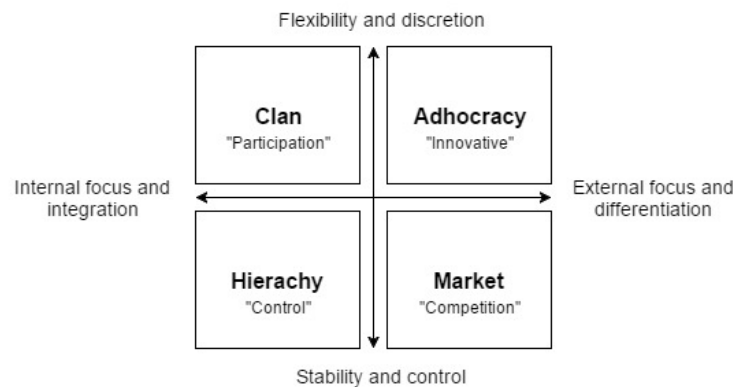 Flexibility and discretion
Clan
"Participation"
Adhocracy
"Innovative"
Internal focus and
integration
External focus and
differentiation
Hierachy
"Control"
Market
"Competition"
Stability and control